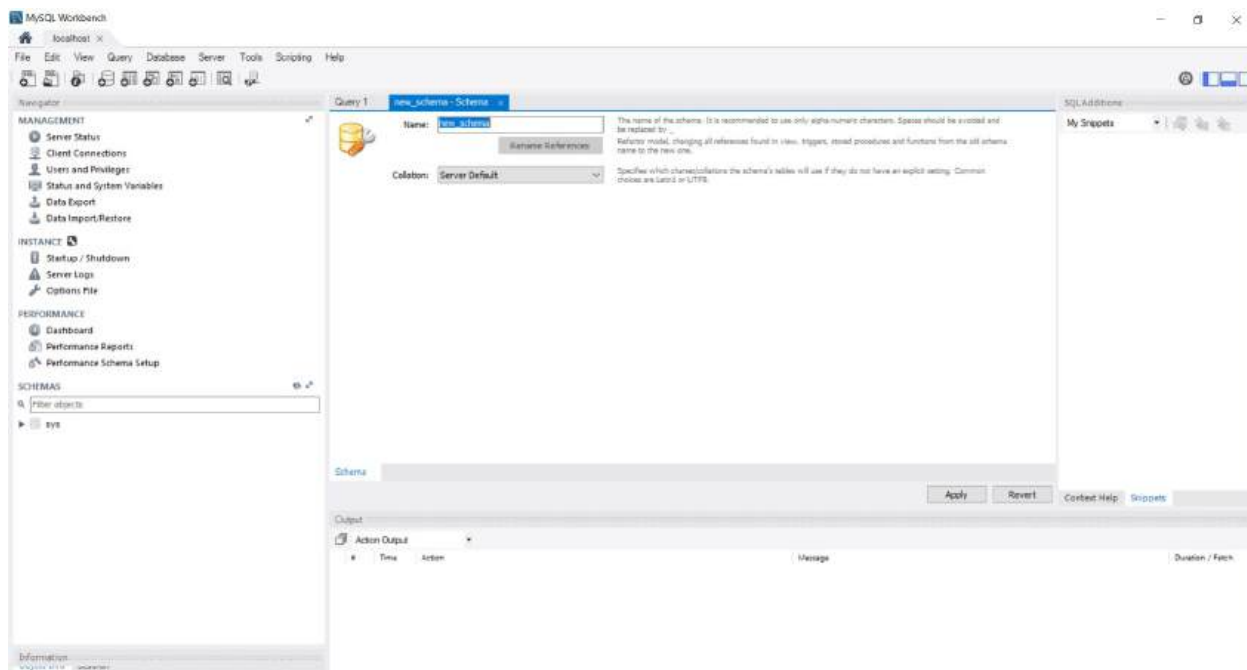 MySQL Workbench
localhost ×
File Edit View Query Database Server Tools Scripting Help
Navigator
MANAGEMENT
Server Status
Client Connections
Users and Privileges
Status and System Variables
Data Export
Data Import/Restore
INSTANCE
Startup / Shutdown
Server Logs
Options File
PERFORMANCE
Dashboard
Performance Reports
Performance Schema Setup
SCHEMAS
Filter objects
sys
Information
Query 1 new_schema - Schema ×
Name: new_schema
Rename References
Collation: Server Default
The name of the schema. It is recommended to use only alpha-numeric characters. Spaces should be avoided and
be replaced by _
Refactor model, changing all references found in view, triggers, stored procedures and functions from the old schema
name to the new one.
Specifies which charset/collations the schema's tables will use if they do not have an explicit setting. Common
choices are Latin1 or UTF8.
Schema
Apply Revert
Output
Action Output
# Time Action Message Duration / Fetch
SQLAdditions
My Snippets
Context Help Snippets